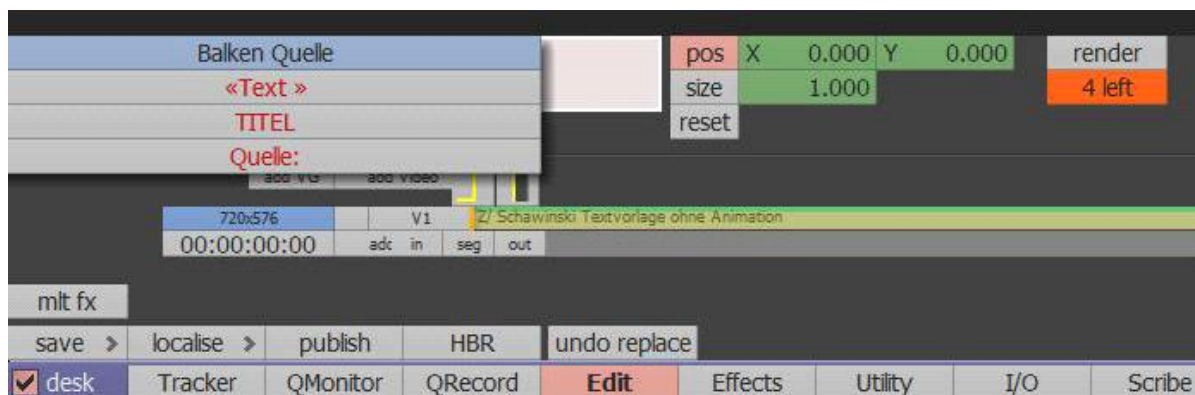 Balken Quelle
pos X 0.000 Y 0.000 render
«Text »
size 1.000 4 left
TITEL
reset
Quelle:
add VG add Video
720x576 V1 Z/ Schawinski Textvorlage ohne Animation
00:00:00:00 adc in seg out
mlt fx
save > localise > publish HBR undo replace
desk Tracker QMonitor QRecord Edit Effects Utility I/O Scribe